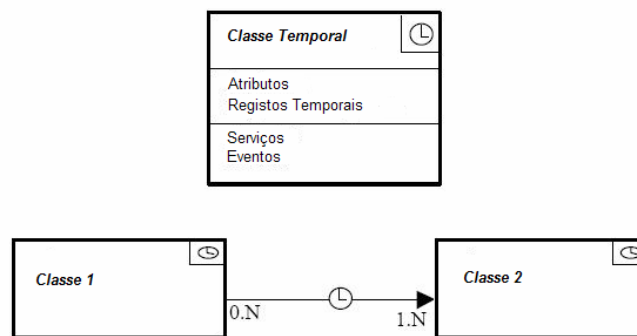 Classe Temporal
Atributos
Registos Temporais
Serviços
Eventos
Classe 1
Classe 2
0.N
1.N